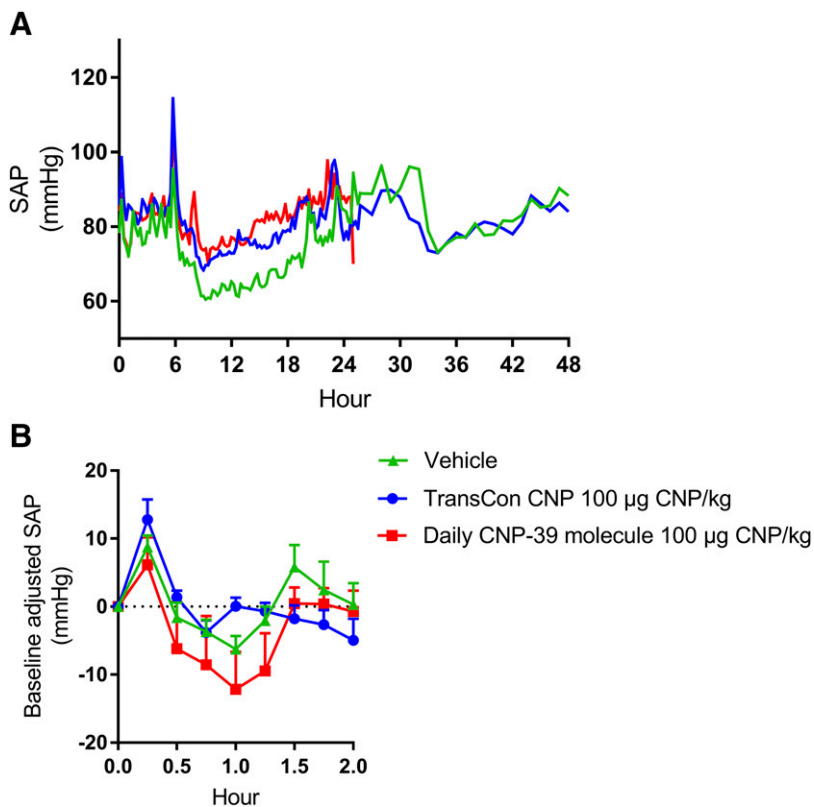 A
120
100
80
60
SAP
(mmHg)
0 6 12 18 24 30 36 42 48
Hour
B
20
10
0
-10
-20
Baseline adjusted SAP
(mmHg)
0.0 0.5 1.0 1.5 2.0
Hour
Vehicle
TransCon CNP 100 µg CNP/kg
Daily CNP-39 molecule 100 µg CNP/kg